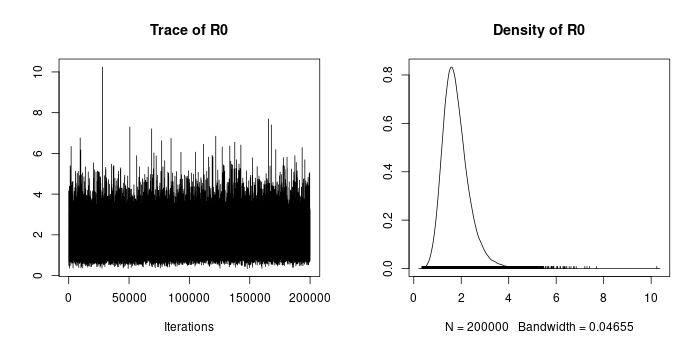 Trace of R0
0
2
4
6
8
10
0 50000 100000 150000 200000
Iterations
Density of R0
0.0
0.2
0.4
0.6
0.8
0 2 4 6 8 10
N = 200000 Bandwidth = 0.04655